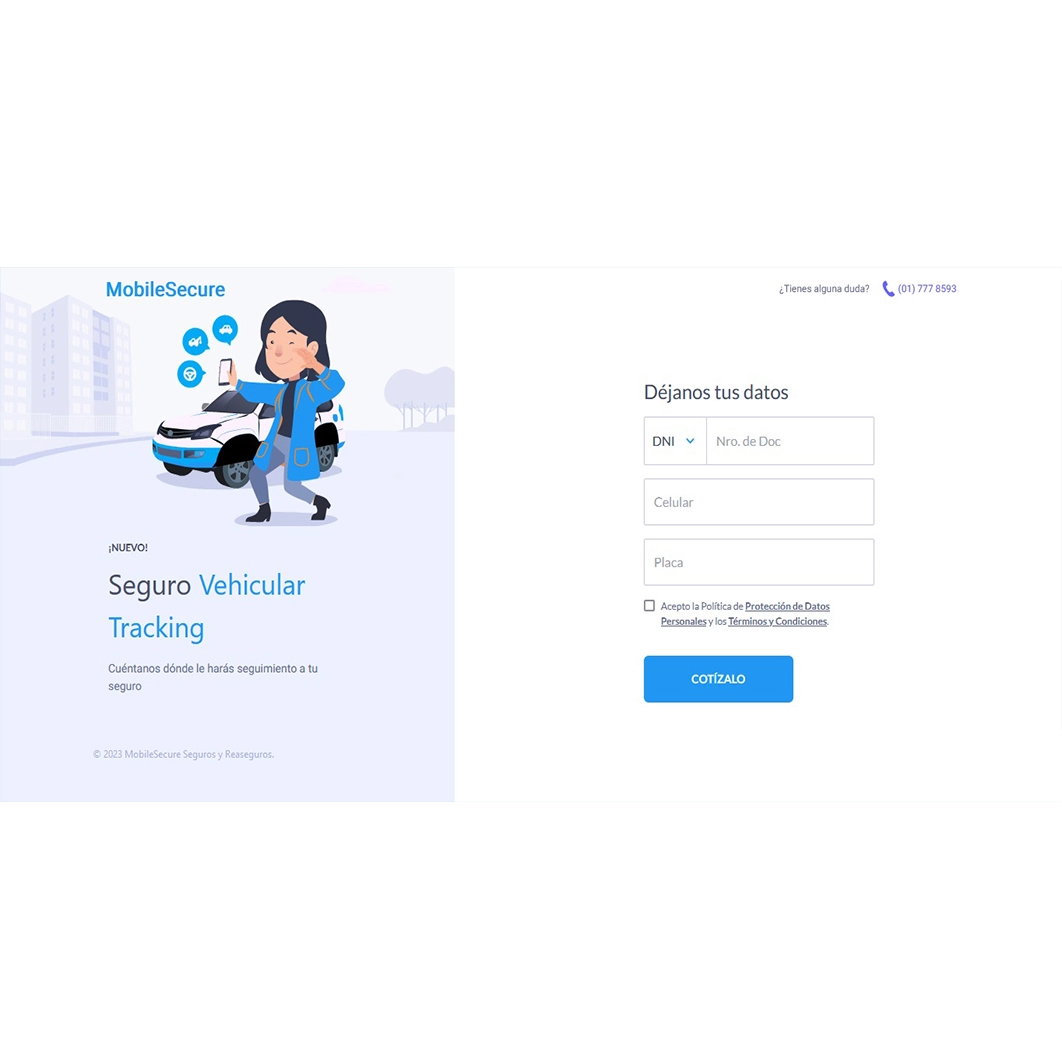 MobileSecure
¿Tienes alguna duda? (01) 777 8593
¡NUEVO!
Seguro Vehicular
Tracking
Cuéntanos dónde le harás seguimiento a tu
seguro
© 2023 MobileSecure Seguros y Reaseguros.
Déjanos tus datos
DNI Nro. de Doc
Celular
Placa
Acepto la Política de Protección de Datos
Personales y los Términos y Condiciones.
COTÍZALO